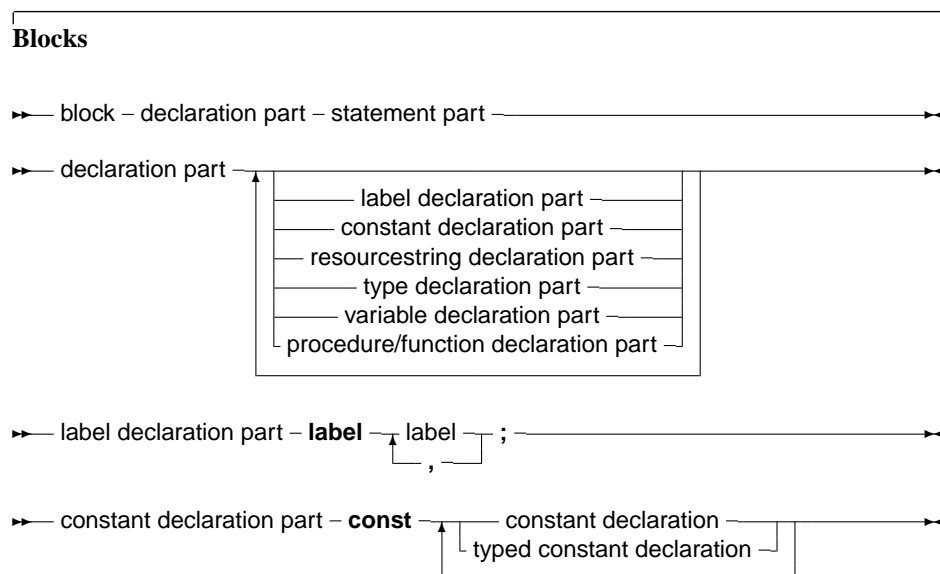 Blocks
block declaration part statement part
declaration part
label declaration part
constant declaration part
resourcestring declaration part
type declaration part
variable declaration part
procedure/function declaration part
label declaration part label label ;
,
constant declaration part const constant declaration
typed constant declaration